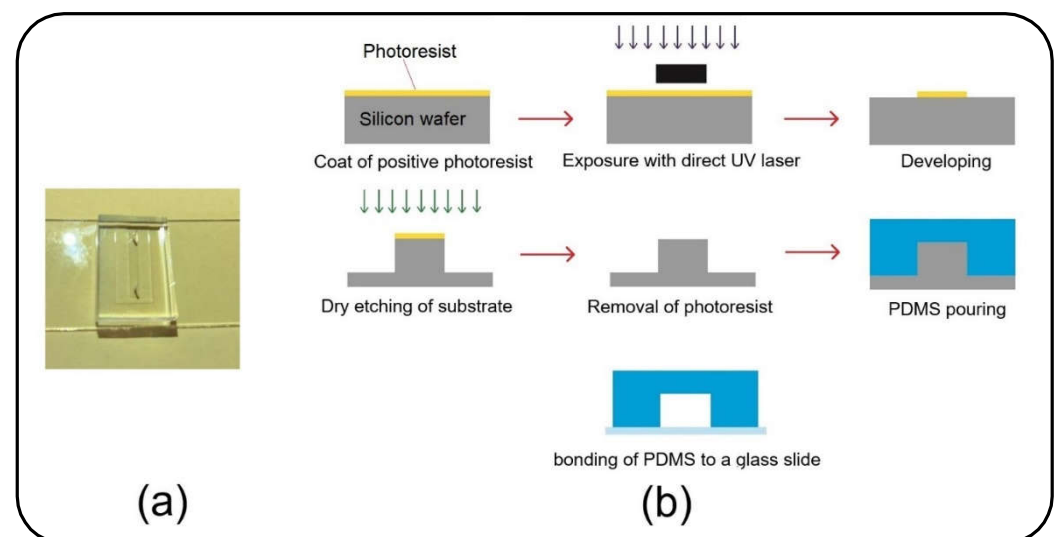 Photoresist
Silicon wafer
Coat of positive photoresist
Exposure with direct UV laser
Developing
Dry etching of substrate
Removal of photoresist
PDMS pouring
bonding of PDMS to a glass slide
(a)
(b)